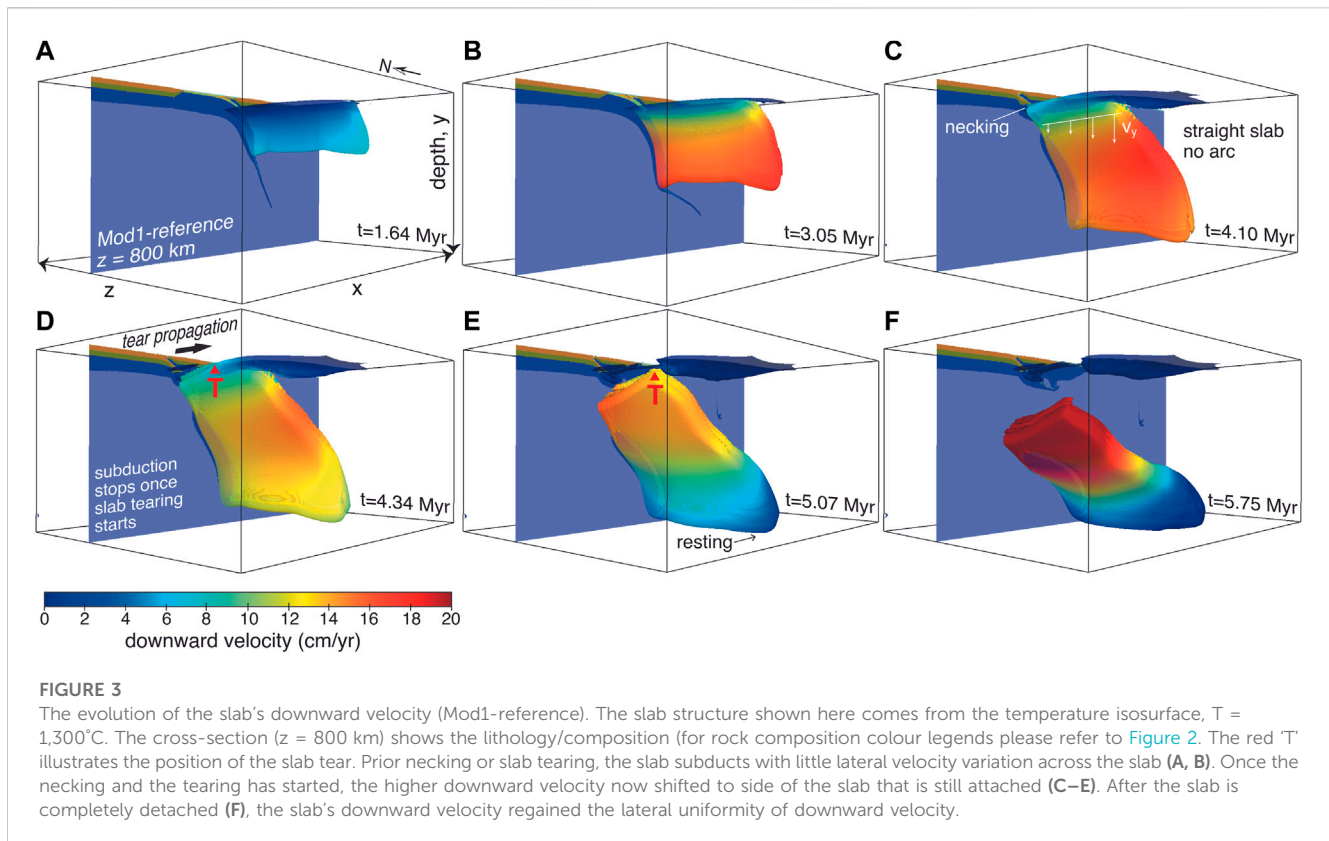 A
N
depth, y
Mod1-reference
z = 800 km
t=1.64 Myr
z
x
B
t=3.05 Myr
C
necking
v_y
straight slab
no arc
t=4.10 Myr
D
tear propagation
T
subduction
stops once
slab tearing
starts
t=4.34 Myr
E
T
t=5.07 Myr
resting
F
t=5.75 Myr
0 2 4 6 8 10 12 14 16 18 20
downward velocity (cm/yr)
FIGURE 3
The evolution of the slab's downward velocity (Mod1-reference). The slab structure shown here comes from the temperature isosurface, T =
1,300°C. The cross-section (z = 800 km) shows the lithology/composition (for rock composition colour legends please refer to Figure 2. The red 'T'
illustrates the position of the slab tear. Prior necking or slab tearing, the slab subducts with little lateral velocity variation across the slab (A, B). Once the
necking and the tearing has started, the higher downward velocity now shifted to side of the slab that is still attached (C–E). After the slab is
completely detached (F), the slab's downward velocity regained the lateral uniformity of downward velocity.